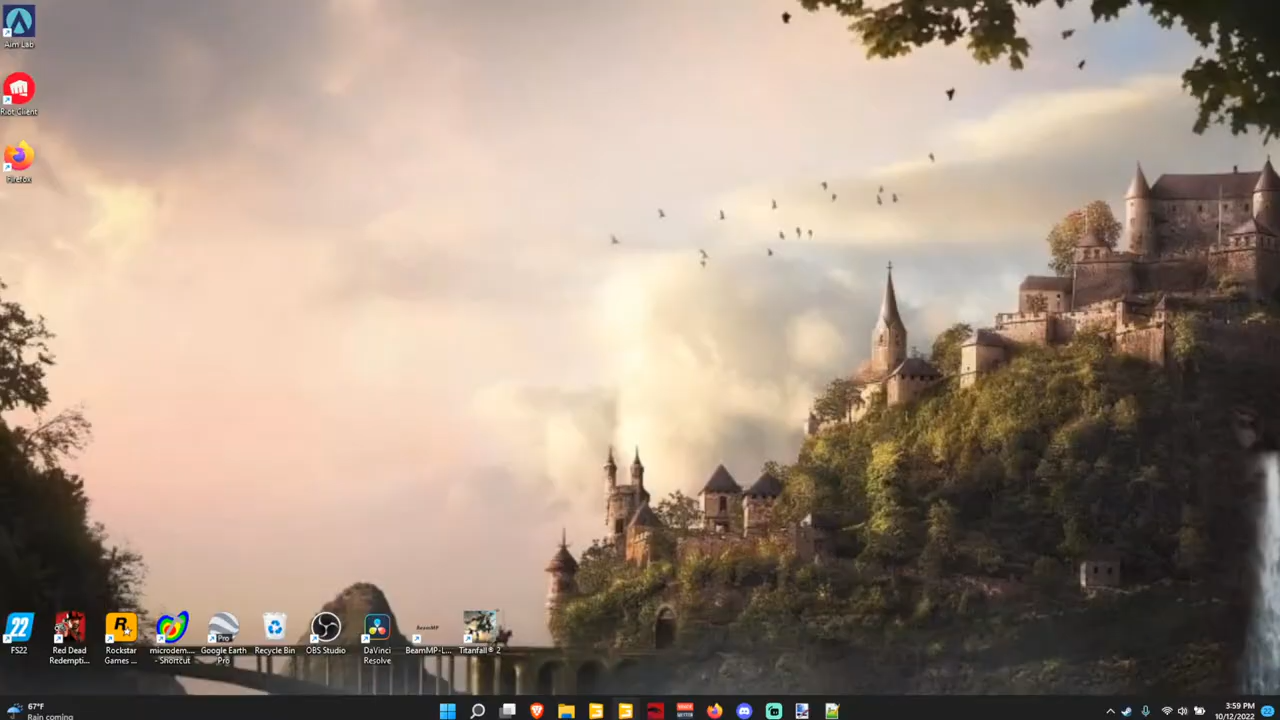 Aim Lab
Riot Client
Firefox
22
FS22
Red Dead
Redempti...
R
Rockstar
Games ...
microdem...
- Shortcut
Pro
Google Earth
Pro
Recycle Bin
OBS Studio
DaVinci
Resolve
BeamMP
BeamMP-L...
Titanfall® 2
67°F
Rain coming
3:59 PM
10/12/2022